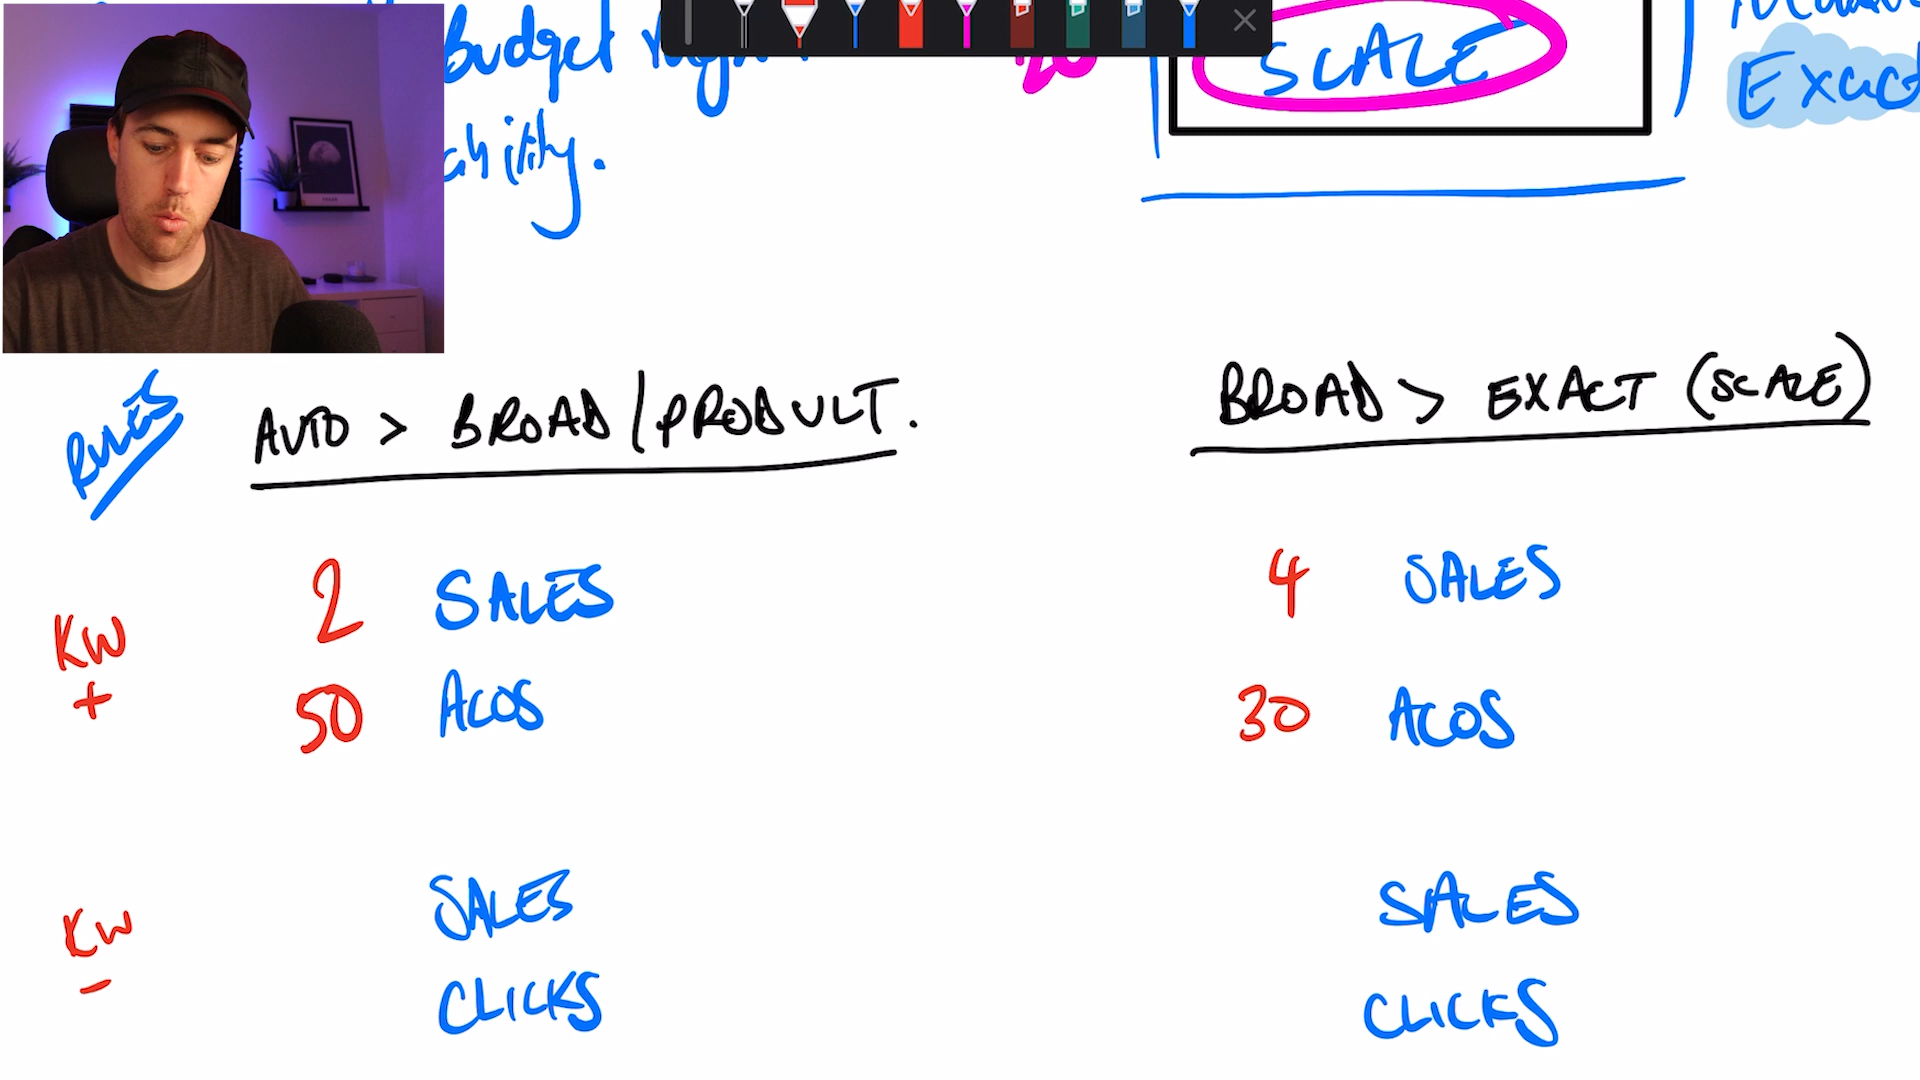 Budget
SCALE
Exact
ability.
RULES
AUTO > BROAD/PRODULT.
BROAD > EXACT (SCALE)
KW
+
2 SALES
50 ACOS
4 SALES
30 ACOS
KW
-
SALES
CLICKS
SALES
CLICKS